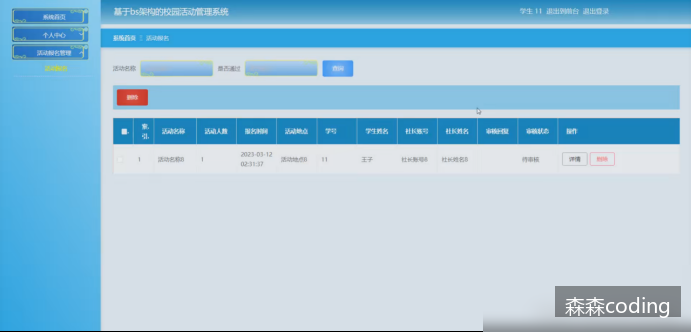 基于bs架构的校园活动管理系统
学生 11 退出到前台 退出登录
系统首页
个人中心
活动报名管理
系统首页 活动报名
活动名称 是否通过 查询
删除
索引 活动名称 活动人数 报名时间 活动地点 学号 学生姓名 社长账号 社长姓名 审核回复 审核状态 操作
1 活动名称8 1 2023-03-12 02:31:37 活动地点8 11 王子 社长账号8 社长姓名8 待审核 详情 删除
森森coding